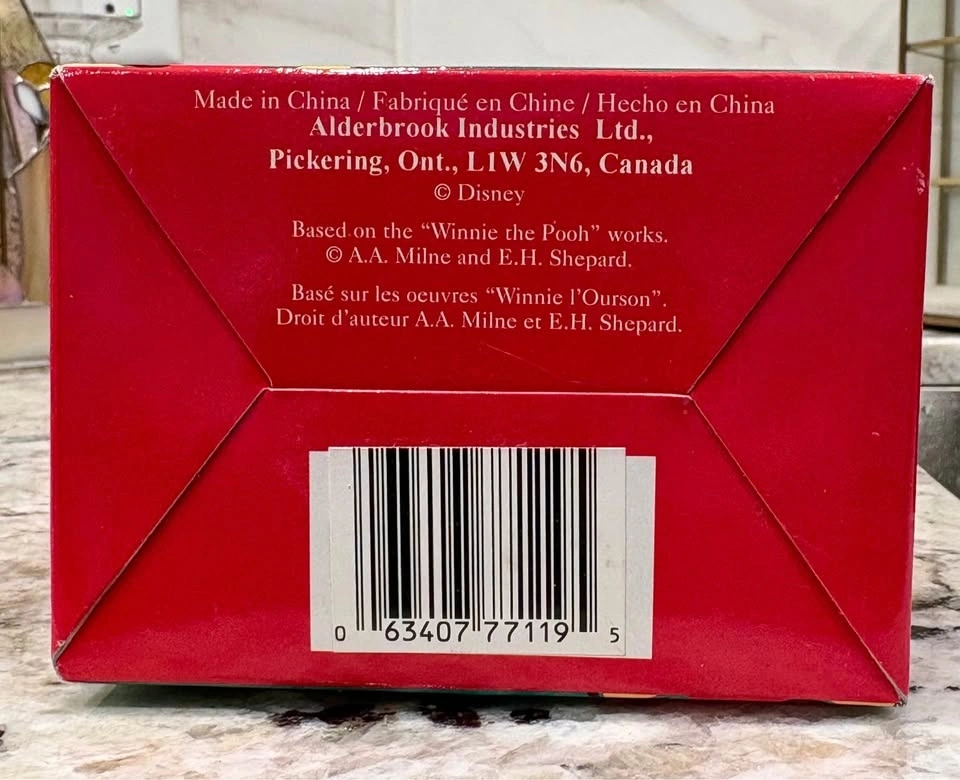 Made in China / Fabriqué en Chine / Hecho en China
Alderbrook Industries Ltd.,
Pickering, Ont., L1W 3N6, Canada
© Disney
Based on the “Winnie the Pooh” works.
© A.A. Milne and E.H. Shepard.
Basé sur les oeuvres “Winnie l’Ourson”.
Droit d’auteur A.A. Milne et E.H. Shepard.
0 63407 77119 5